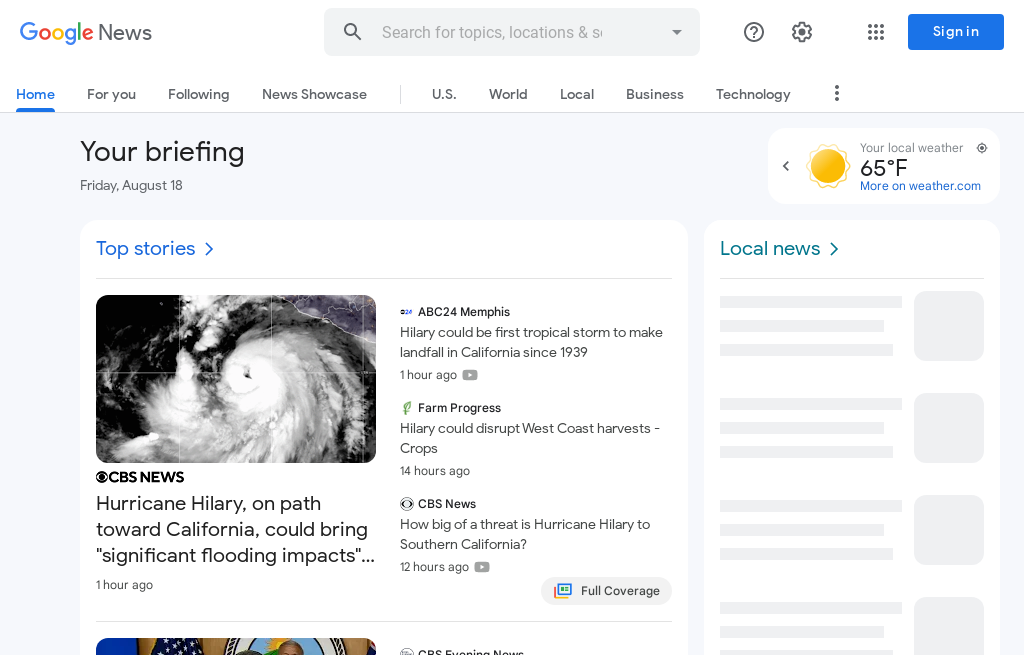 Google News
Search for topics, locations &
Sign in
Home
For you
Following
News Showcase
U.S.
World
Local
Business
Technology
Your briefing
Friday, August 18
Your local weather
65°F
More on weather.com
Top stories
CBS NEWS
Hurricane Hilary, on path
toward California, could bring
"significant flooding impacts"...
1 hour ago
ABC24 Memphis
Hilary could be first tropical storm to make
landfall in California since 1939
1 hour ago
Farm Progress
Hilary could disrupt West Coast harvests -
Crops
14 hours ago
CBS News
How big of a threat is Hurricane Hilary to
Southern California?
12 hours ago
Full Coverage
CBS Evening News
Local news